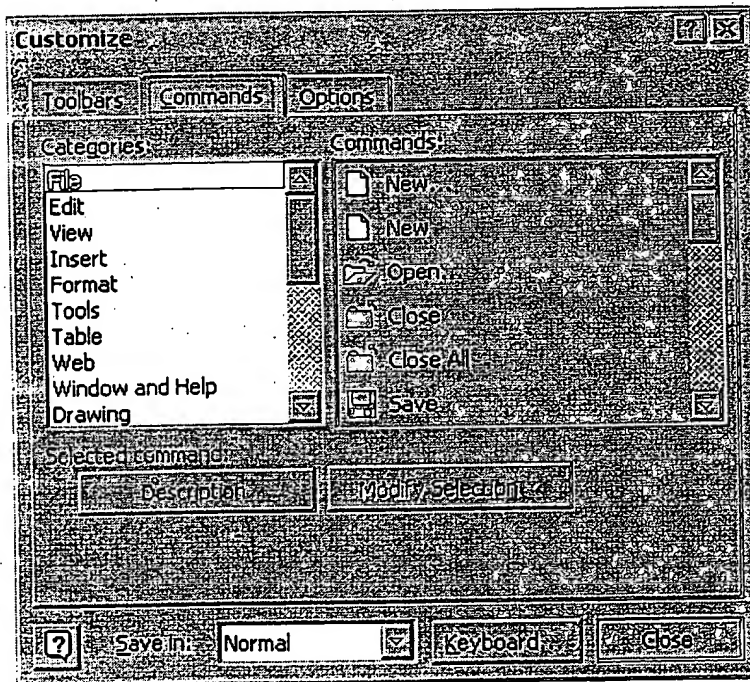 Customize
Toolbars Commands Options
Categories: Commands:
File
Edit
View
Insert
Format
Tools
Table
Web
Window and Help
Drawing
New...
New
Open...
Close
Close All
Save
Selected command:
Description Modify Selection
Save in: Normal Keyboard... Close